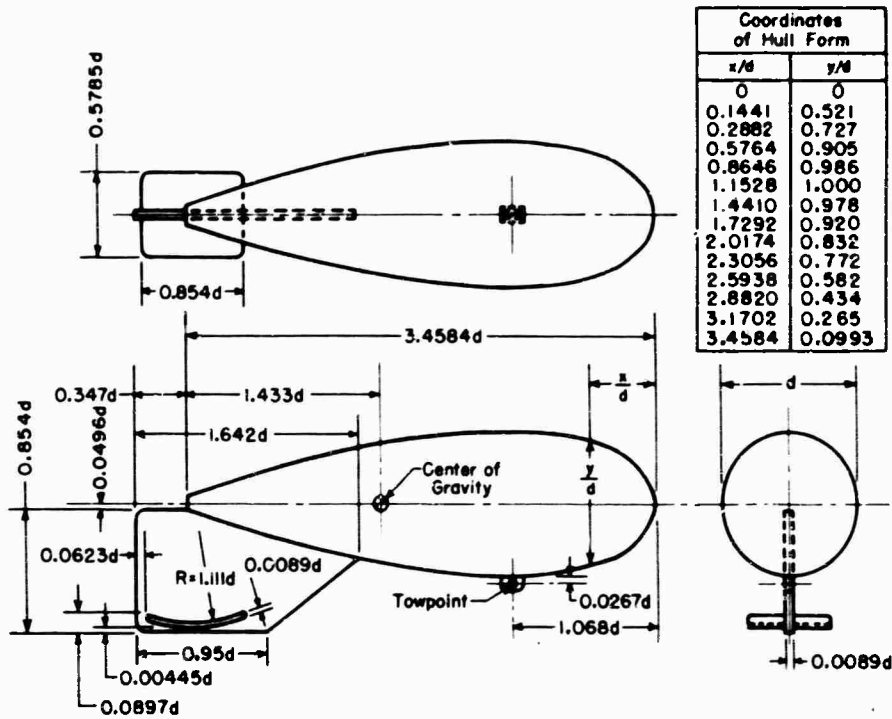 Coordinates
of Hull Form
x/d y/d
0 0
0.1441 0.521
0.2882 0.727
0.5764 0.905
0.8646 0.986
1.1528 1.000
1.4410 0.978
1.7292 0.920
2.0174 0.832
2.3056 0.772
2.5938 0.582
2.8820 0.434
3.1702 0.265
3.4584 0.0993
0.5785d
0.854d
3.4584d
0.347d
1.433d
x/d
d
1.642d
0.854d
0.0496d
Center of
Gravity
y/d
0.0623d
R=1.111d
0.0089d
Towpoint
0.0267d
1.068d
0.95d
0.00445d
0.0897d
0.0089d